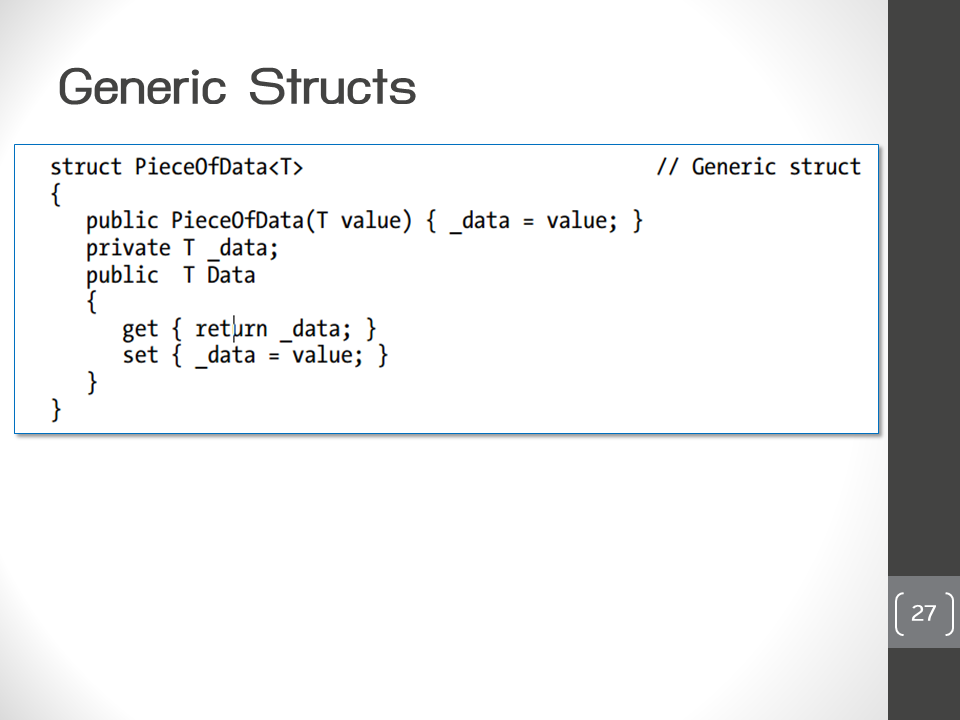 Generic Structs
struct PieceOfData<T> // Generic struct
{
public PieceOfData(T value) { _data = value; }
private T _data;
public T Data
{
get { return _data; }
set { _data = value; }
}
}
27